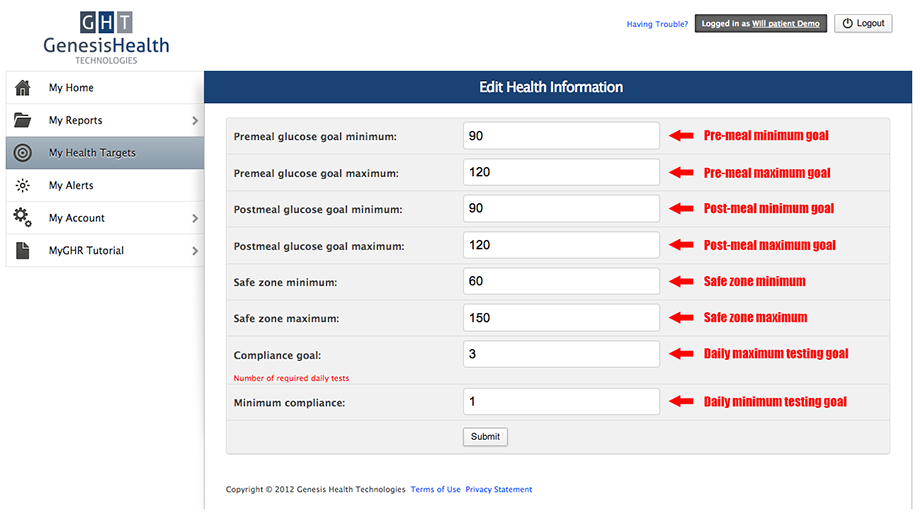 GHT
GenesisHealth
TECHNOLOGIES
Having Trouble?
Logged in as Will patient Demo
Logout
My Home
My Reports
My Health Targets
My Alerts
My Account
MyGHR Tutorial
Edit Health Information
Premeal glucose goal minimum: 90 Pre-meal minimum goal
Premeal glucose goal maximum: 120 Pre-meal maximum goal
Postmeal glucose goal minimum: 90 Post-meal minimum goal
Postmeal glucose goal maximum: 120 Post-meal maximum goal
Safe zone minimum: 60 Safe zone minimum
Safe zone maximum: 150 Safe zone maximum
Compliance goal: 3 Daily maximum testing goal
Number of required daily tests
Minimum compliance: 1 Daily minimum testing goal
Submit
Copyright © 2012 Genesis Health Technologies Terms of Use Privacy Statement